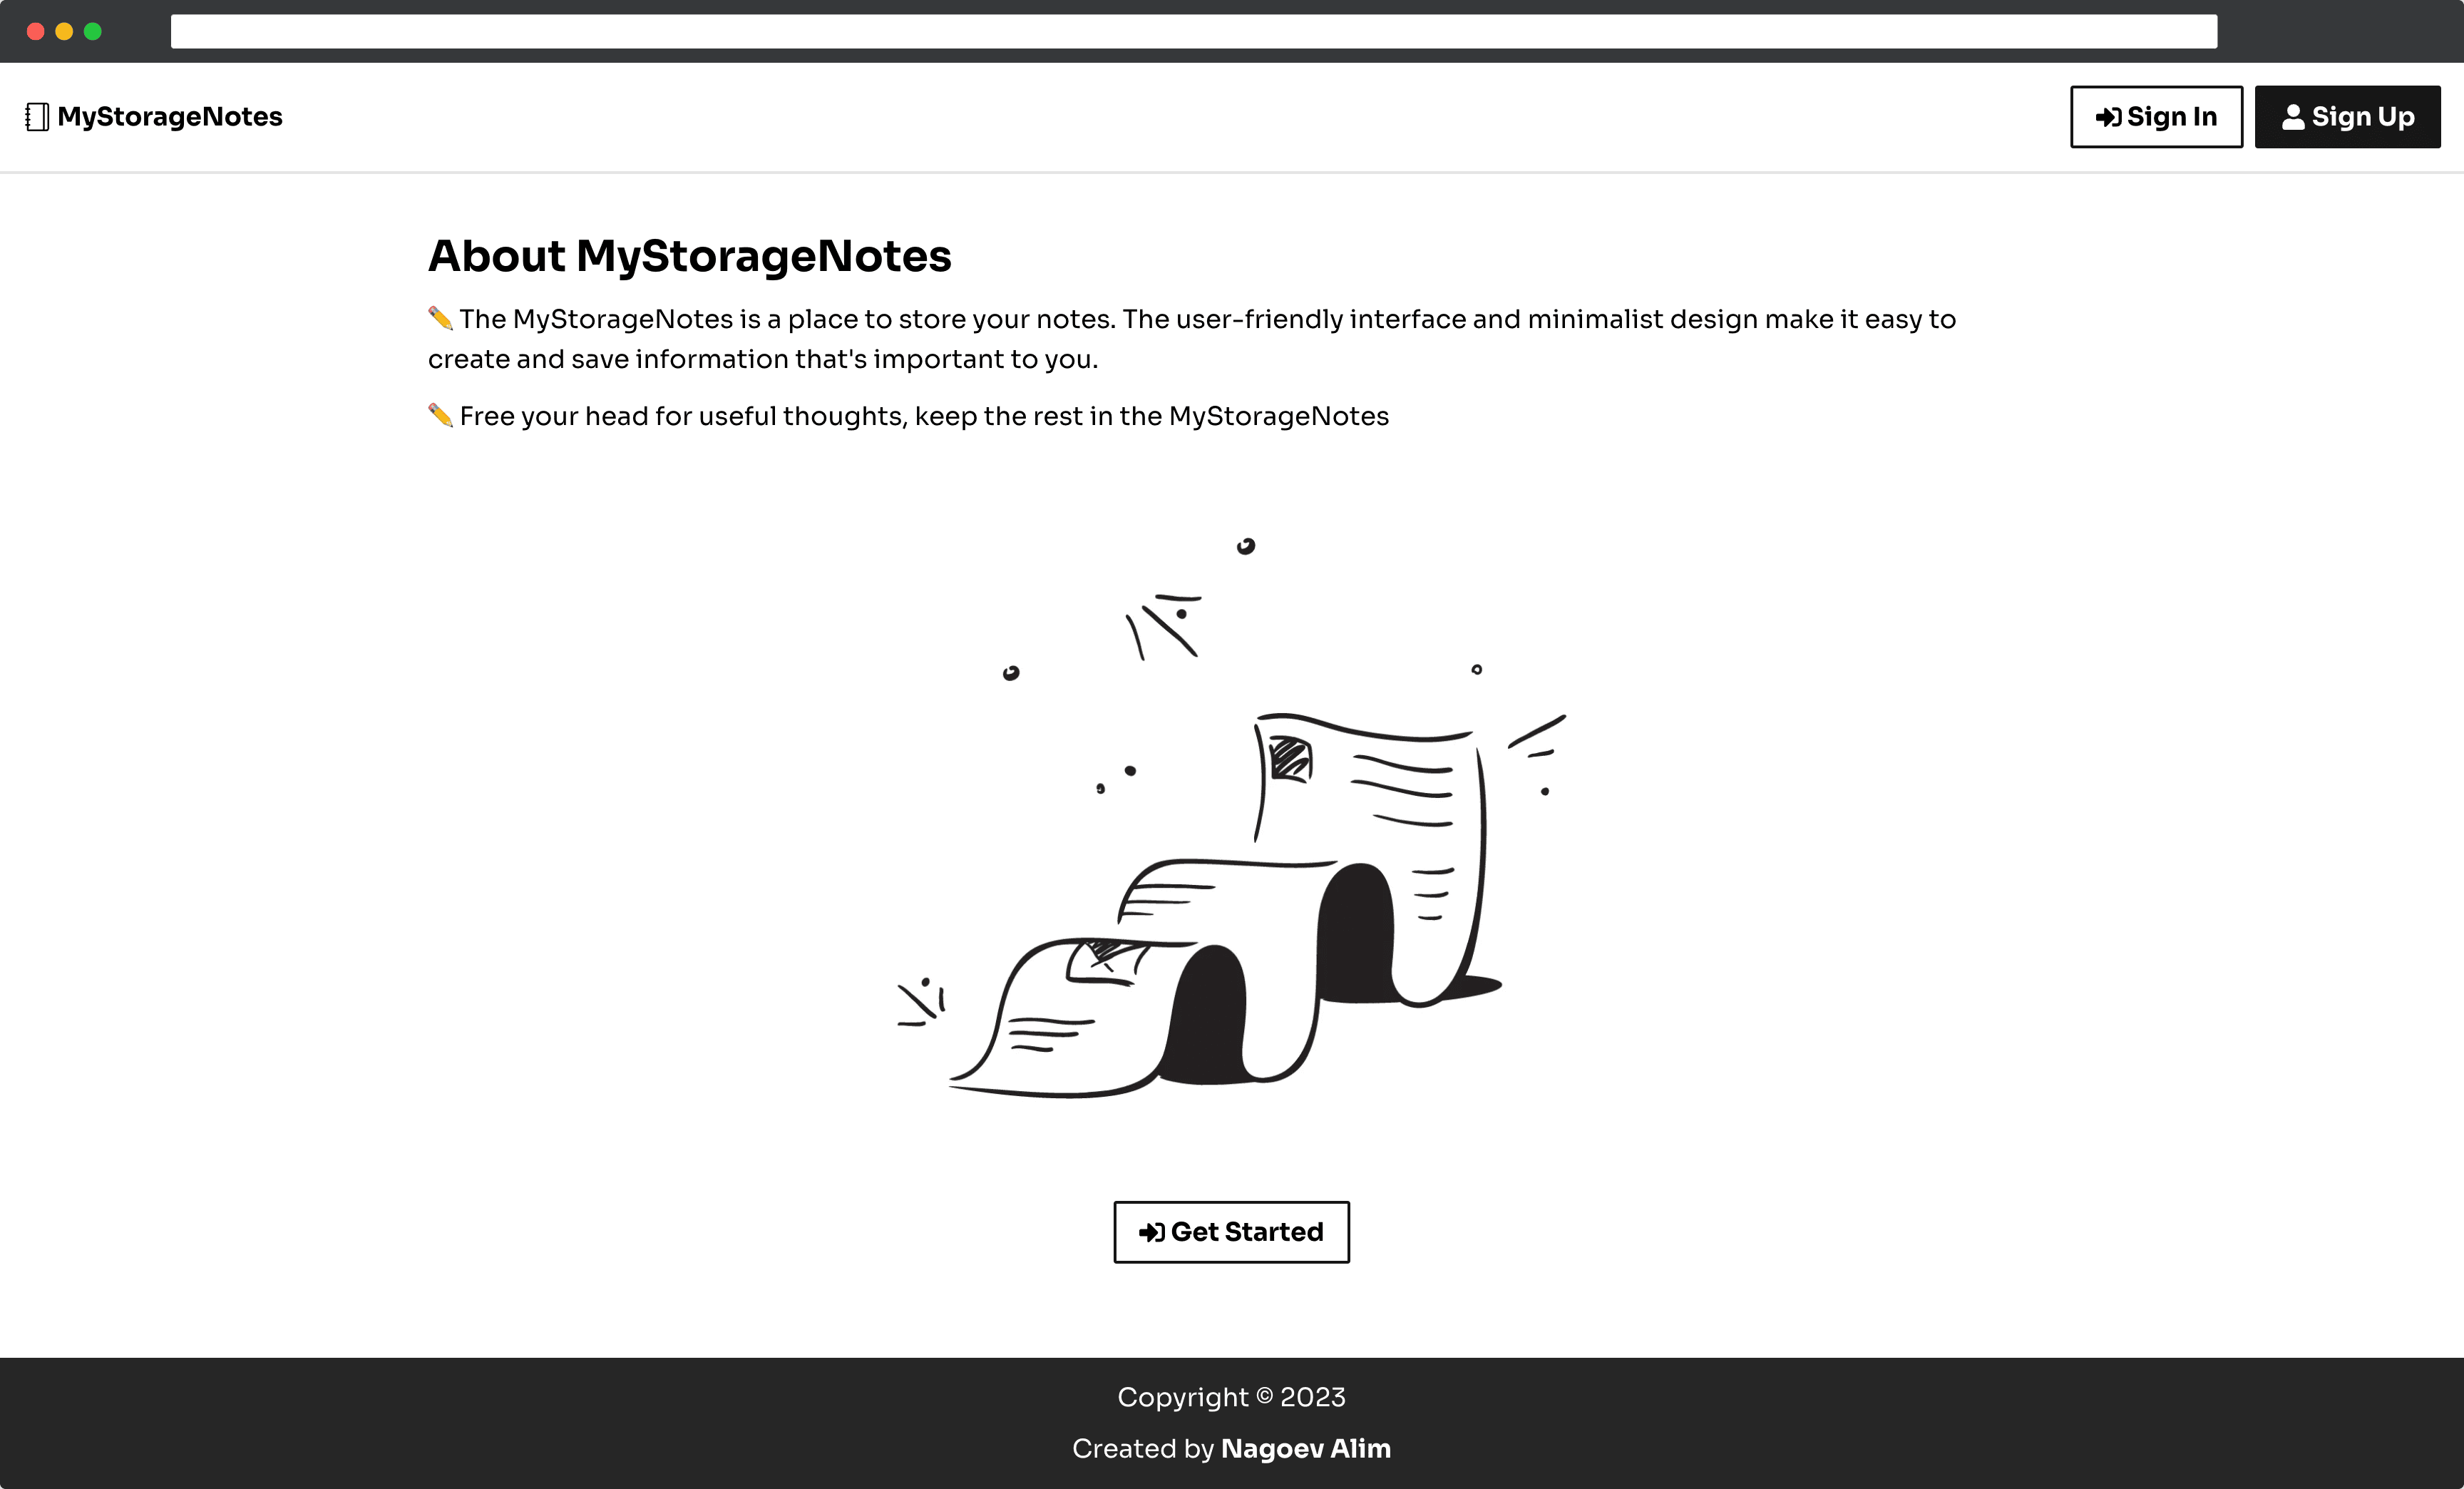 MyStorageNotes
Sign In
Sign Up
About MyStorageNotes
✏️ The MyStorageNotes is a place to store your notes. The user-friendly interface and minimalist design make it easy to
create and save information that's important to you.
✏️ Free your head for useful thoughts, keep the rest in the MyStorageNotes
Get Started
Copyright © 2023
Created by Nagoev Alim